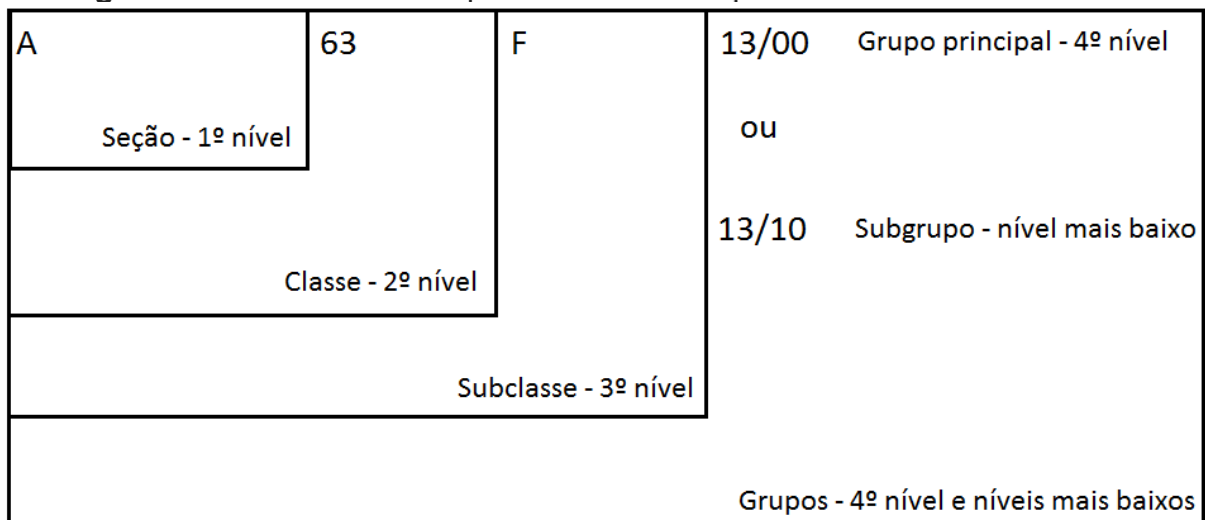 A 63 F 13/00 Grupo principal - 4º nível
Seção - 1º nível
ou
13/10 Subgrupo - nível mais baixo
Classe - 2º nível
Subclasse - 3º nível
Grupos - 4º nível e níveis mais baixos